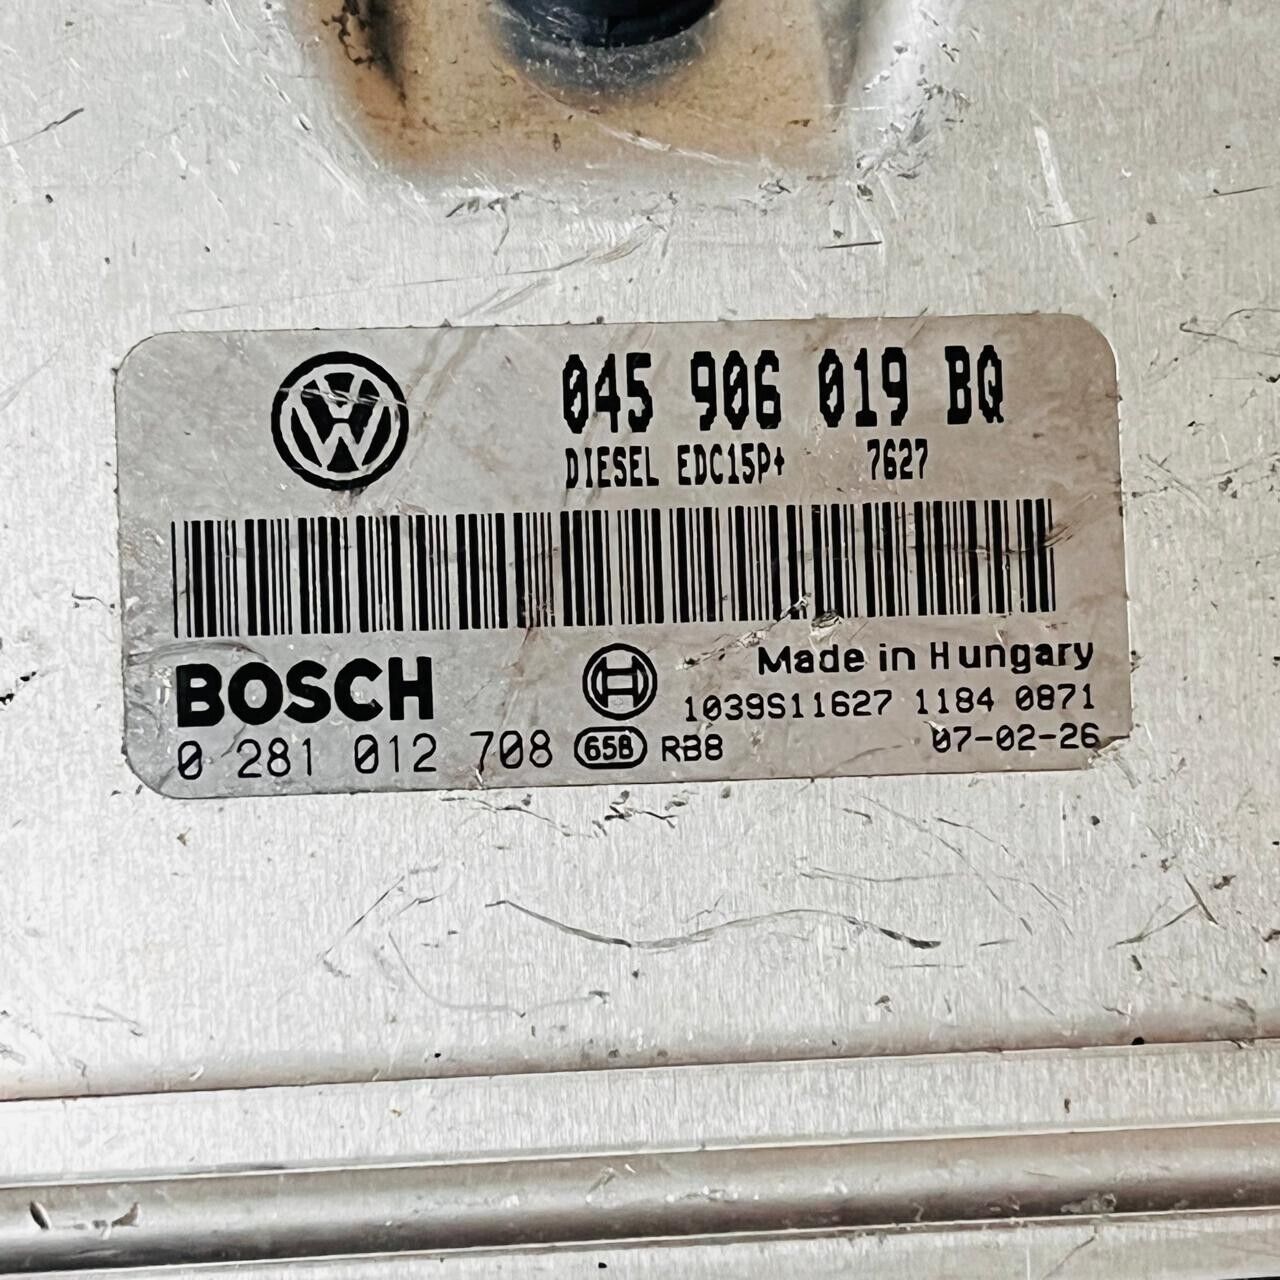 045 906 019 BQ
DIESEL EDC15P+ 7627
BOSCH
Made in Hungary
1039S11627 1184 0871
0 281 012 708 65B RB8 07-02-26